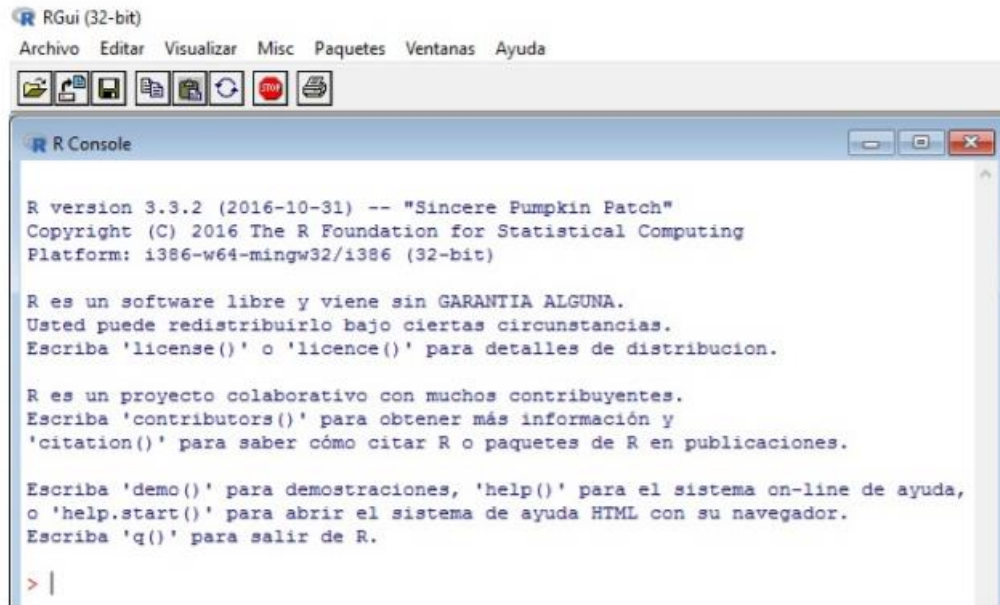 RGui (32-bit)
Archivo Editar Visualizar Misc Paquetes Ventanas Ayuda
STOP
R Console
R version 3.3.2 (2016-10-31) -- "Sincere Pumpkin Patch"
Copyright (C) 2016 The R Foundation for Statistical Computing
Platform: i386-w64-mingw32/i386 (32-bit)
R es un software libre y viene sin GARANTIA ALGUNA.
Usted puede redistribuirlo bajo ciertas circunstancias.
Escriba 'license()' o 'licence()' para detalles de distribucion.
R es un proyecto colaborativo con muchos contribuyentes.
Escriba 'contributors()' para obtener más información y
'citation()' para saber cómo citar R o paquetes de R en publicaciones.
Escriba 'demo()' para demostraciones, 'help()' para el sistema on-line de ayuda,
o 'help.start()' para abrir el sistema de ayuda HTML con su navegador.
Escriba 'q()' para salir de R.
>